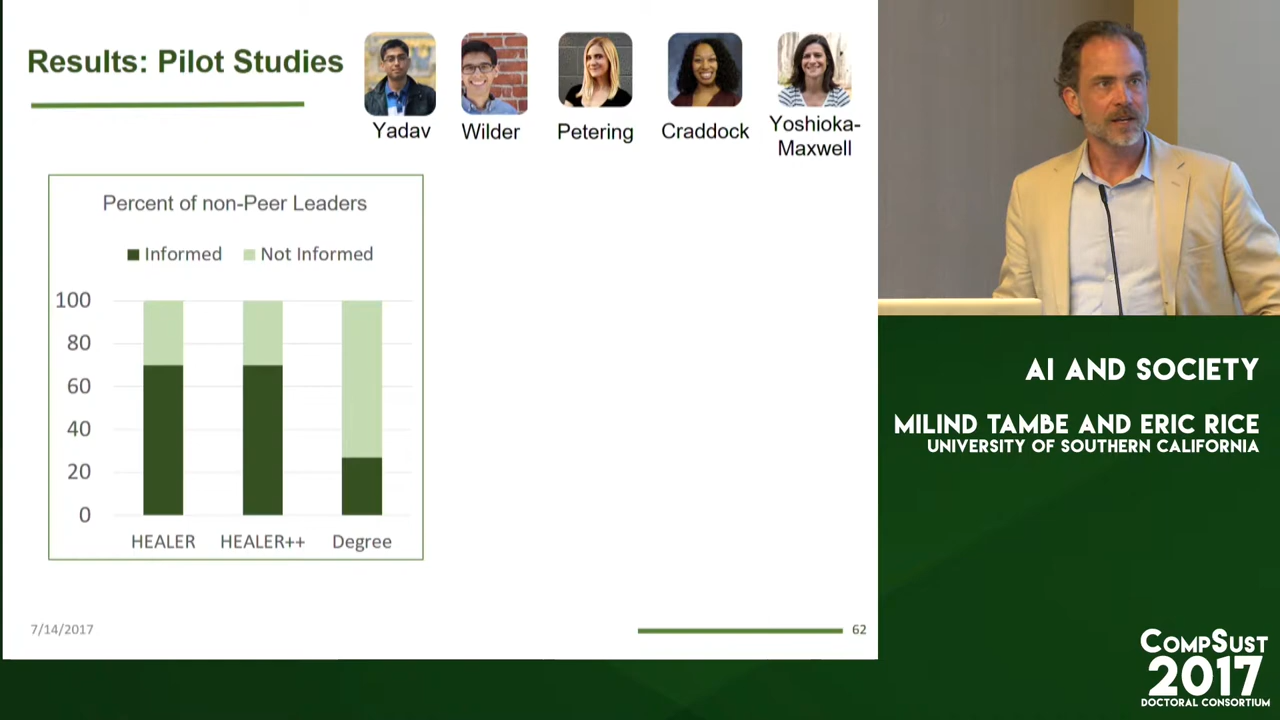 Results: Pilot Studies
Yadav
Wilder
Petering
Craddock
Yoshioka-
Maxwell
Percent of non-Peer Leaders
Informed
Not Informed
100
80
60
40
20
0
HEALER
HEALER++
Degree
7/14/2017
62
AI AND SOCIETY
MILIND TAMBE AND ERIC RICE
UNIVERSITY OF SOUTHERN CALIFORNIA
COMPSUST
2017
DOCTORAL CONSORTIUM